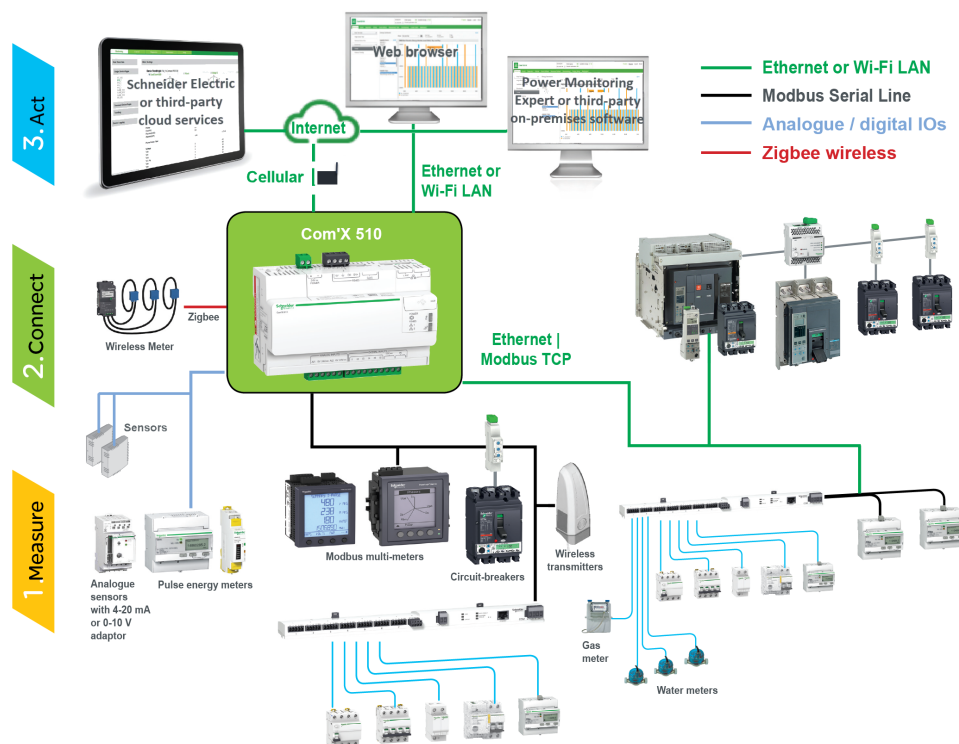 3. Act
Schneider Electric
or third-party
cloud services
Web browser
Power Monitoring
Expert or third-party
on-premises software
Internet
Cellular
Ethernet or
Wi-Fi LAN
Ethernet or Wi-Fi LAN
Modbus Serial Line
Analogue / digital IOs
Zigbee wireless
2. Connect
Com'X 510
Schneider
Zigbee
Wireless Meter
Ethernet |
Modbus TCP
Sensors
1. Measure
Analogue
sensors
with 4-20 mA
or 0-10 V
adaptor
Pulse energy meters
Modbus multi-meters
Circuit-breakers
Wireless
transmitters
Gas
meter
Water meters